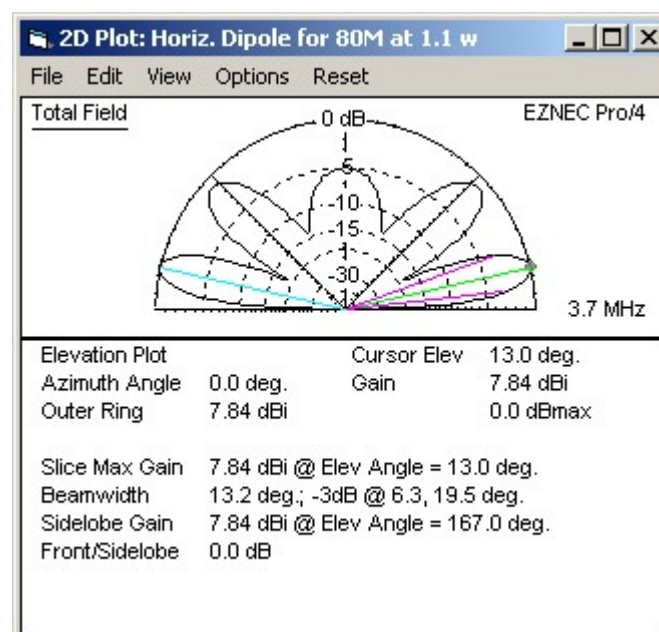 2D Plot: Horiz. Dipole for 80M at 1.1 w
File Edit View Options Reset
Total Field
EZNEC Pro/4
0 dB
-5
-10
-15
-30
3.7 MHz
Elevation Plot Cursor Elev 13.0 deg.
Azimuth Angle 0.0 deg. Gain 7.84 dBi
Outer Ring 7.84 dBi 0.0 dBmax
Slice Max Gain 7.84 dBi @ Elev Angle = 13.0 deg.
Beamwidth 13.2 deg.; -3dB @ 6.3, 19.5 deg.
Sidelobe Gain 7.84 dBi @ Elev Angle = 167.0 deg.
Front/Sidelobe 0.0 dB